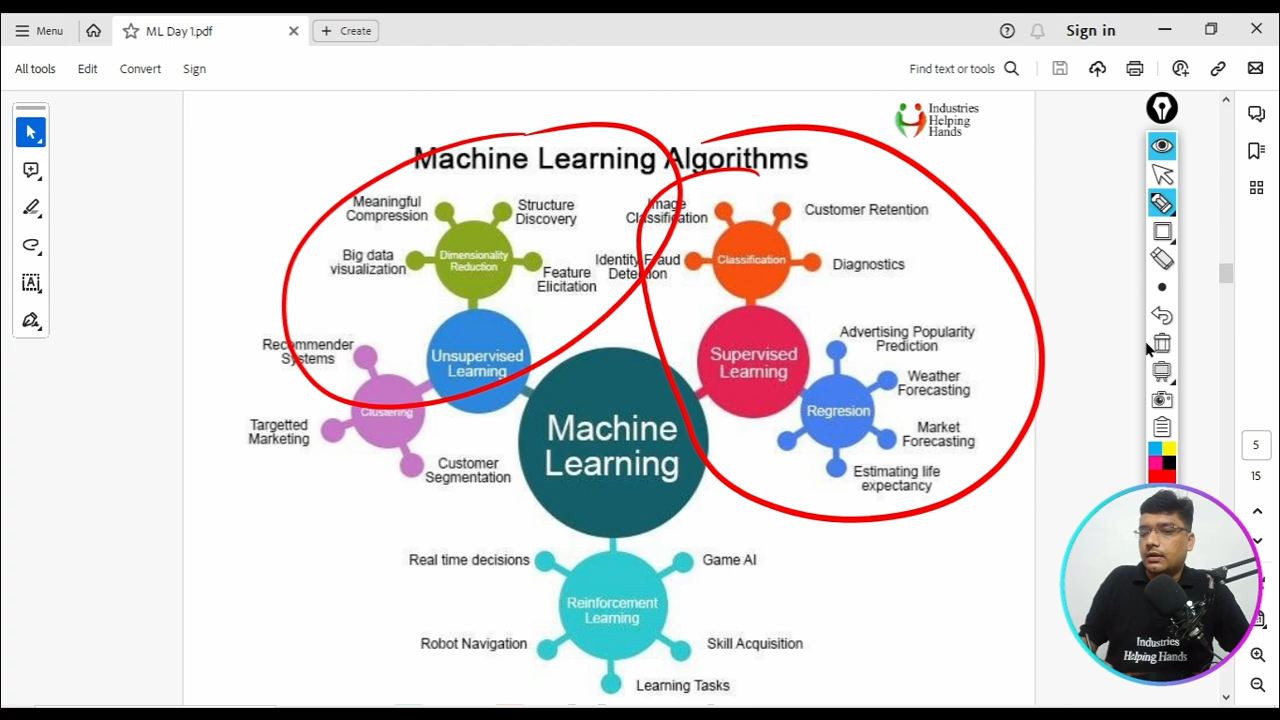 Menu
ML Day 1.pdf
Create
Sign in
All tools
Edit
Convert
Sign
Find text or tools
Industries
Helping
Hands
Machine Learning Algorithms
Meaningful
Compression
Structure
Discovery
Big data
visualization
Dimensionality
Reduction
Feature
Elicitation
Image
Classification
Customer Retention
Identity Fraud
Detection
Classification
Diagnostics
Recommender
Systems
Unsupervised
Learning
Supervised
Learning
Advertising Popularity
Prediction
Weather
Forecasting
Clustering
Regresion
Targetted
Marketing
Machine
Learning
Market
Forecasting
Customer
Segmentation
Estimating life
expectancy
5
15
Real time decisions
Game AI
Reinforcement
Learning
Robot Navigation
Skill Acquisition
Learning Tasks
Industries
Helping Hands